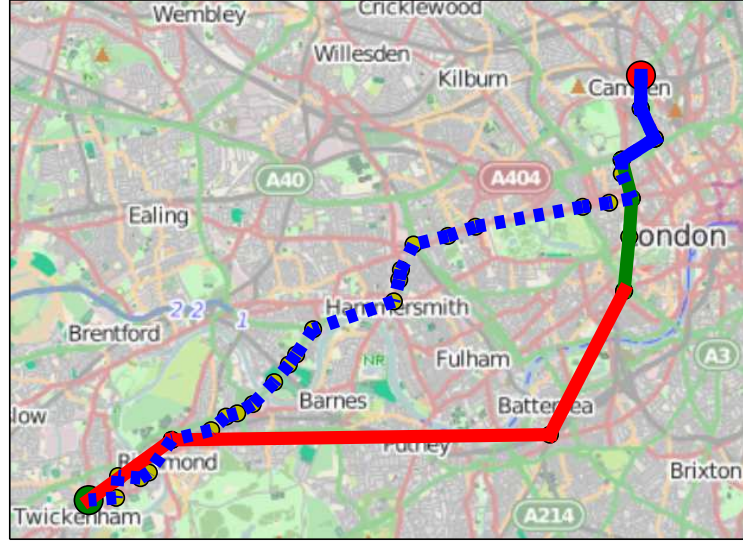 Cricklewood
Wembley
Willesden
Kilburn
Camden
A40
A404
Ealing
London
2 2
1
Hammersmith
Brentford
NR
Fulham
A3
low
Barnes
Battersea
Putney
Richmond
Brixton
Twickenham
A214